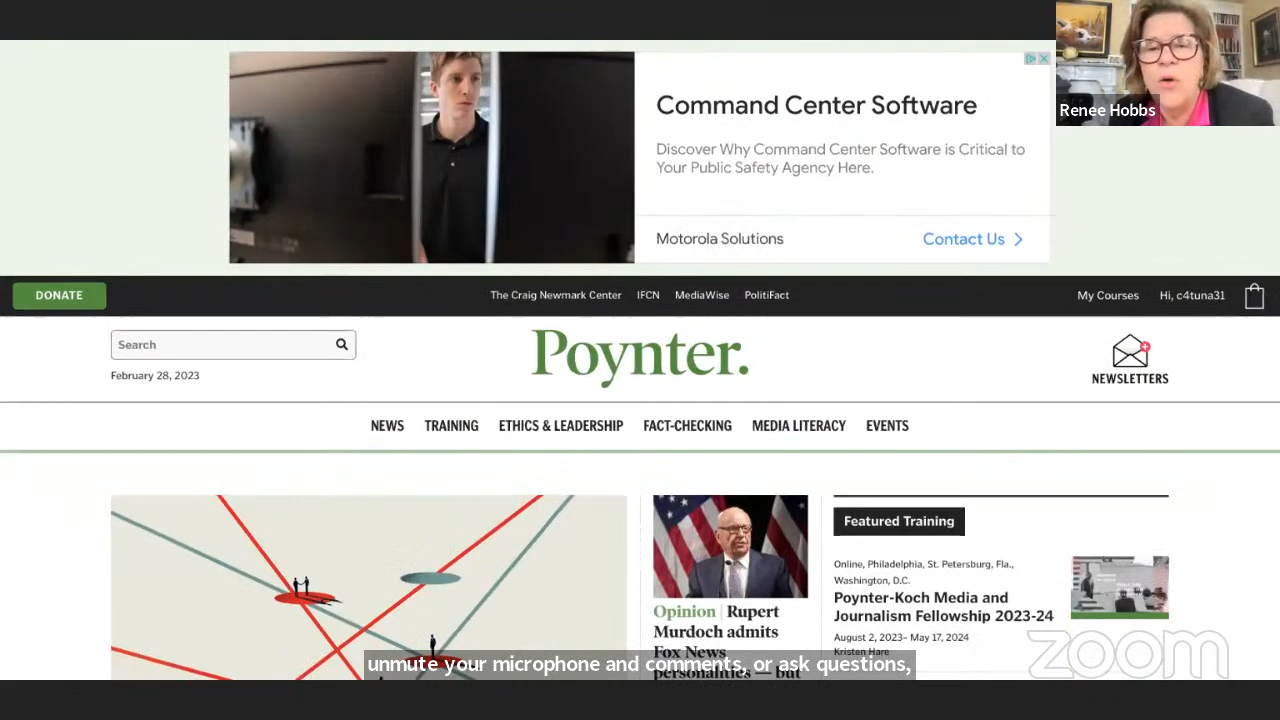 Renee Hobbs
Command Center Software
Discover Why Command Center Software is Critical to
Your Public Safety Agency Here.
Motorola Solutions
Contact Us
DONATE
The Craig Newmark Center IFCN MediaWise PolitiFact
My Courses Hi, c4tuna31
Search
February 28, 2023
Poynter.
NEWSLETTERS
NEWS TRAINING ETHICS & LEADERSHIP FACT-CHECKING MEDIA LITERACY EVENTS
Opinion | Rupert
Murdoch admits
Fox News
personalities — but
Featured Training
Online, Philadelphia, St. Petersburg, Fla.,
Washington, D.C.
Poynter-Koch Media and
Journalism Fellowship 2023-24
August 2, 2023– May 17, 2024
Kristen Hare
unmute your microphone and comments, or ask questions,
zoom